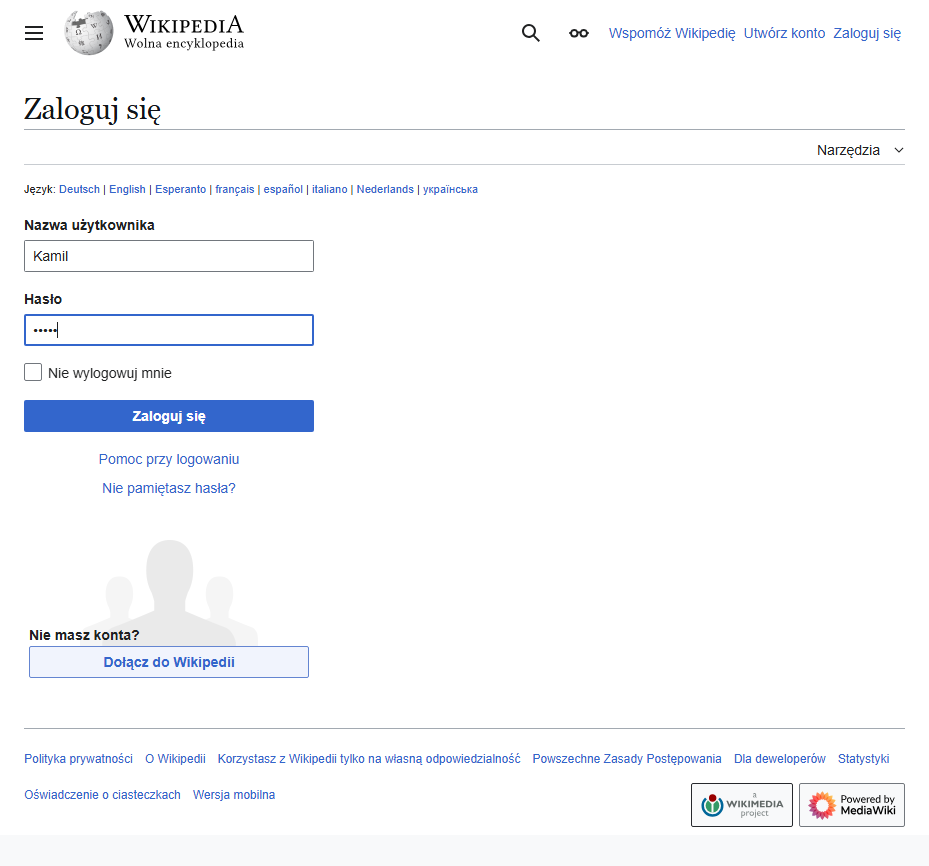 WIKIPEDIA
Wolna encyklopedia
Wspomóż Wikipedię Utwórz konto Zaloguj się
Zaloguj się
Narzędzia
Język: Deutsch | English | Esperanto | français | español | italiano | Nederlands | українська
Nazwa użytkownika
Kamil
Hasło
•••••
Nie wylogowuj mnie
Zaloguj się
Pomoc przy logowaniu
Nie pamiętasz hasła?
Nie masz konta?
Dołącz do Wikipedii
Polityka prywatności O Wikipedii Korzystasz z Wikipedii tylko na własną odpowiedzialność Powszechne Zasady Postępowania Dla deweloperów Statystyki
Oświadczenie o ciasteczkach Wersja mobilna
A WIKIMEDIA project
Powered by MediaWiki